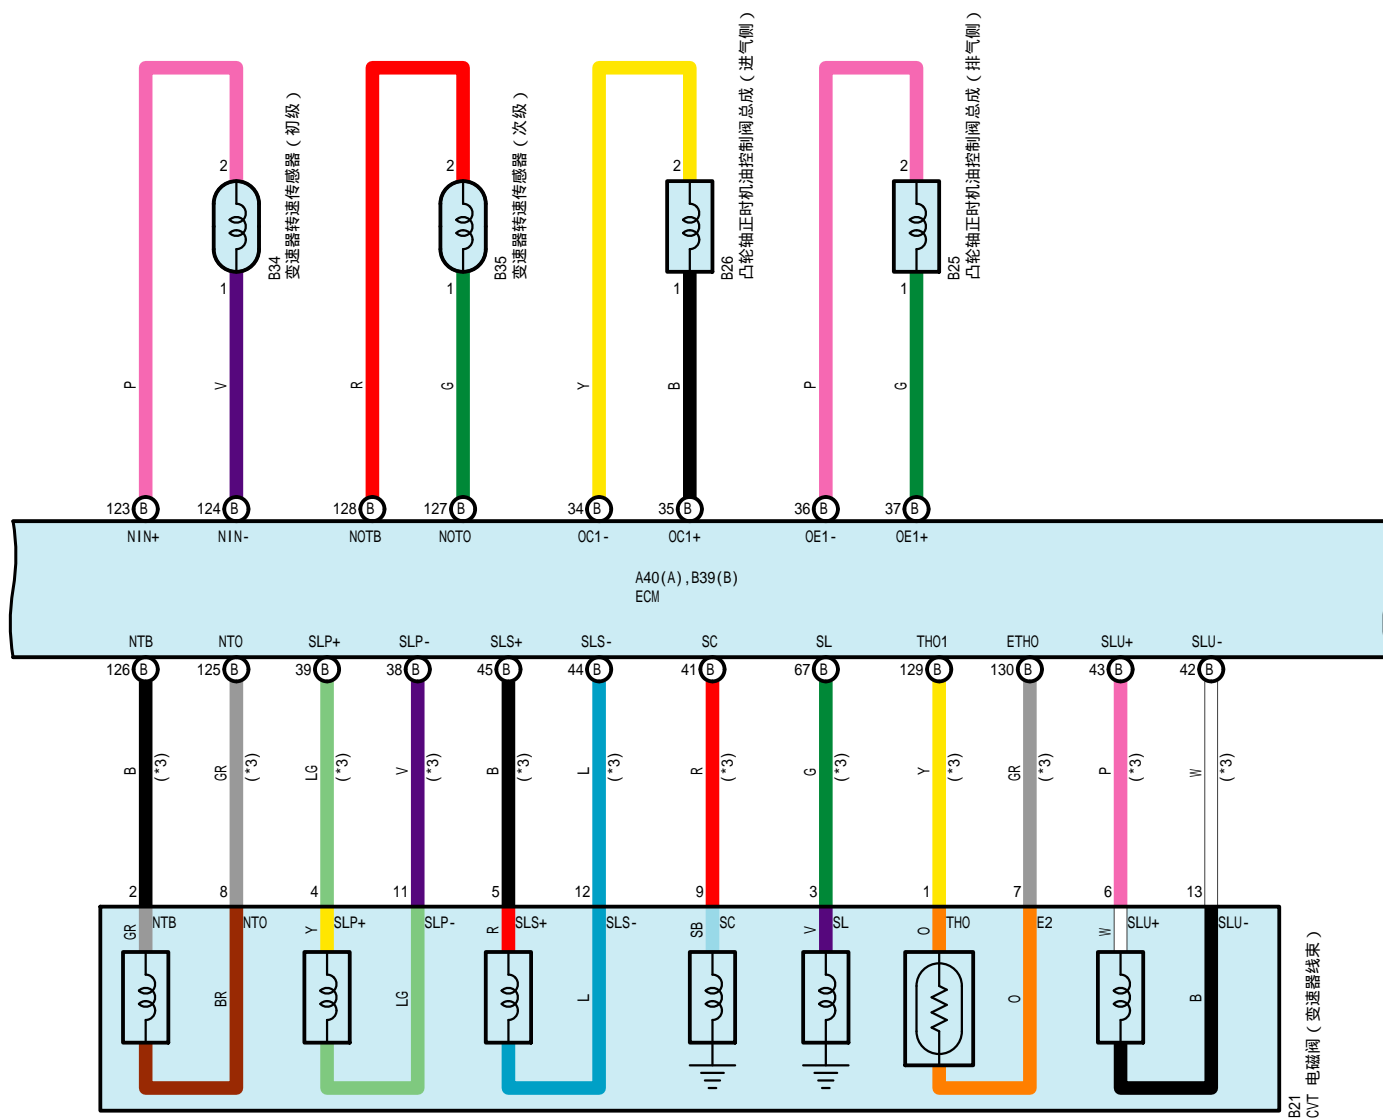 2
B34
变速器转速传感器（初级）
1
P
V
2
B35
变速器转速传感器（次级）
1
R
G
2
B26
凸轮轴正时机油控制阀总成（进气侧）
1
Y
B
2
B25
凸轮轴正时机油控制阀总成（排气侧）
1
P
G
123 B 124 B 128 B 127 B 34 B 35 B 36 B 37 B
NIN+ NIN- NOTB NOTO OC1- OC1+ OE1- OE1+
A40(A),B39(B)
ECM
NTB NTO SLP+ SLP- SLS+ SLS- SC SL THO1 ETHO SLU+ SLU-
126 B 125 B 39 B 38 B 45 B 44 B 41 B 67 B 129 B 130 B 43 B 42 B
B GR LG V B L R G Y GR P W
(*3) (*3) (*3) (*3) (*3) (*3) (*3) (*3) (*3) (*3) (*3) (*3)
2 8 4 11 5 12 9 3 1 7 6 13
NTB NTO SLP+ SLP- SLS+ SLS- SC SL THO E2 SLU+ SLU-
GR Y R SB V O W
BR LG L O B
B21
CVT 电磁阀（变速器线束）